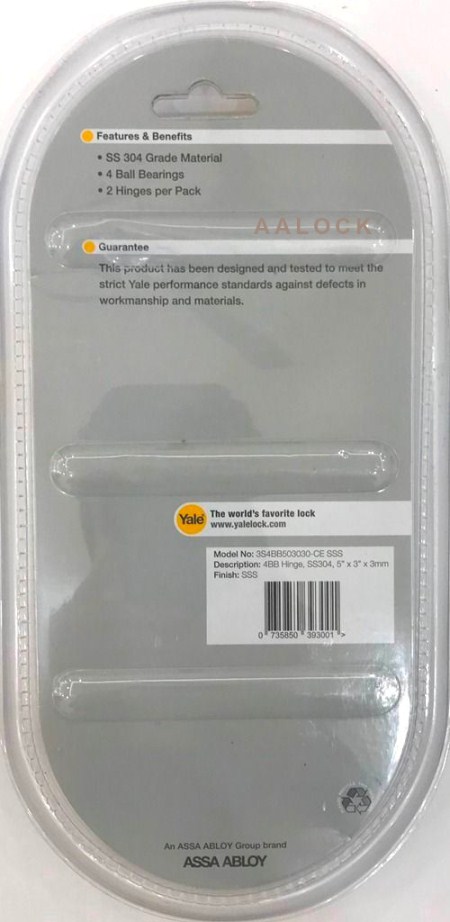 Features & Benefits
• SS 304 Grade Material
• 4 Ball Bearings
• 2 Hinges per Pack
AALOCK
Guarantee
This product has been designed and tested to meet the
strict Yale performance standards against defects in
workmanship and materials.
Yale
The world's favorite lock
www.yalelock.com
Model No: 3S4BB503030-CE SSS
Description: 4BB Hinge, SS304, 5" x 3" x 3mm
Finish: SSS
0 735850 393001 >
An ASSA ABLOY Group brand
ASSA ABLOY